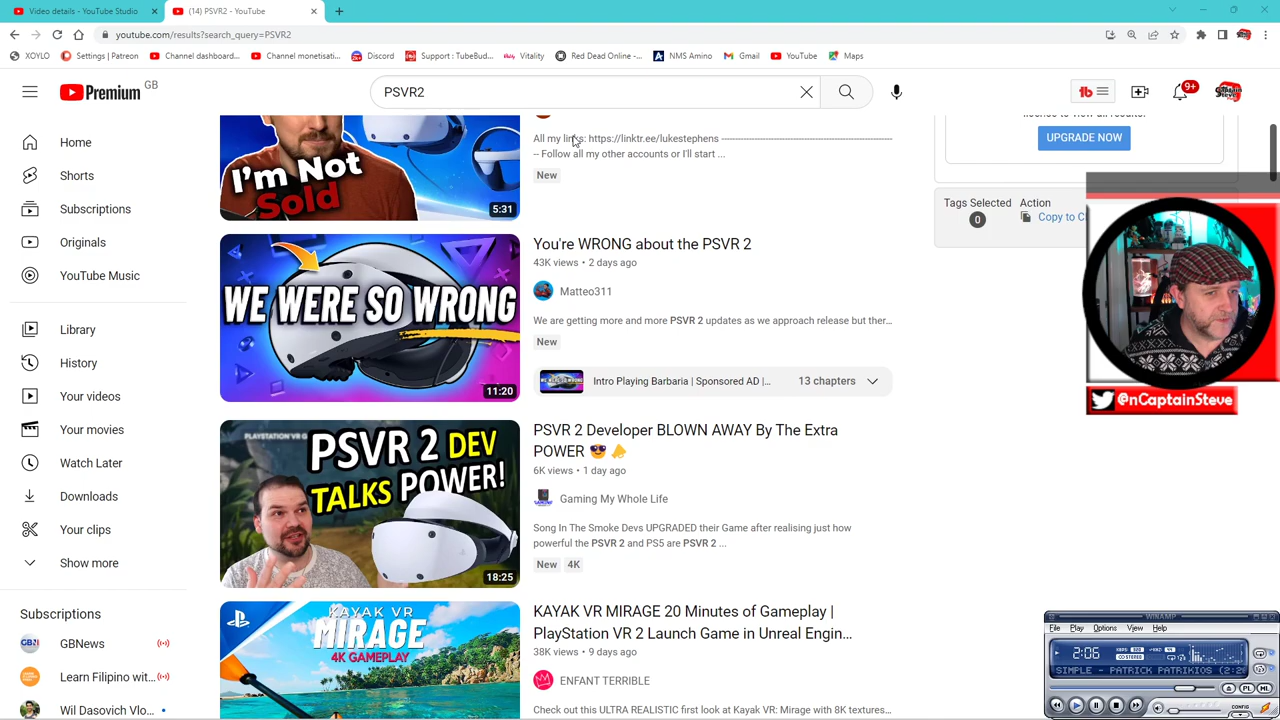 Video details - YouTube Studio
(14) PSVR2 - YouTube
youtube.com/results?search_query=PSVR2
XOYLO
Settings | Patreon
Channel dashboard...
Channel monetisati...
Discord
Support : TubeBud...
Vitality
Red Dead Online -...
NMS Amino
Gmail
YouTube
Maps
Premium GB
PSVR2
tb
9+
Home
Shorts
Subscriptions
Originals
YouTube Music
Library
History
Your videos
Your movies
Watch Later
Downloads
Your clips
Show more
Subscriptions
GBNews
Learn Filipino wit...
Wil Dasovich Vlo...
I'm Not
Sold
5:31
All my links: https://linktr.ee/lukestephens
-- Follow all my other accounts or I'll start ...
New
WE WERE SO WRONG
11:20
You're WRONG about the PSVR 2
43K views • 2 days ago
Matteo311
We are getting more and more PSVR 2 updates as we approach release but ther...
New
Intro Playing Barbaria | Sponsored AD |...
13 chapters
PLAYSTATION VR
PSVR 2 DEV
TALKS POWER!
18:25
PSVR 2 Developer BLOWN AWAY By The Extra
POWER 😎 📣
6K views • 1 day ago
Gaming My Whole Life
Song In The Smoke Devs UPGRADED their Game after realising just how
powerful the PSVR 2 and PS5 are PSVR 2 ...
New 4K
KAYAK VR
MIRAGE
4K GAMEPLAY
KAYAK VR MIRAGE 20 Minutes of Gameplay |
PlayStation VR 2 Launch Game in Unreal Engin...
38K views • 9 days ago
ENFANT TERRIBLE
Check out this ULTRA REALISTIC first look at Kayak VR: Mirage with 8K textures...
UPGRADE NOW
Tags Selected
0
Action
Copy to Cl
@nCaptainSteve
WINAMP
File Play Options View Help
2:06
STEREO
SIMPLE - PATRICK PATRIKIOS (2:2
PL
ML
CONFIG